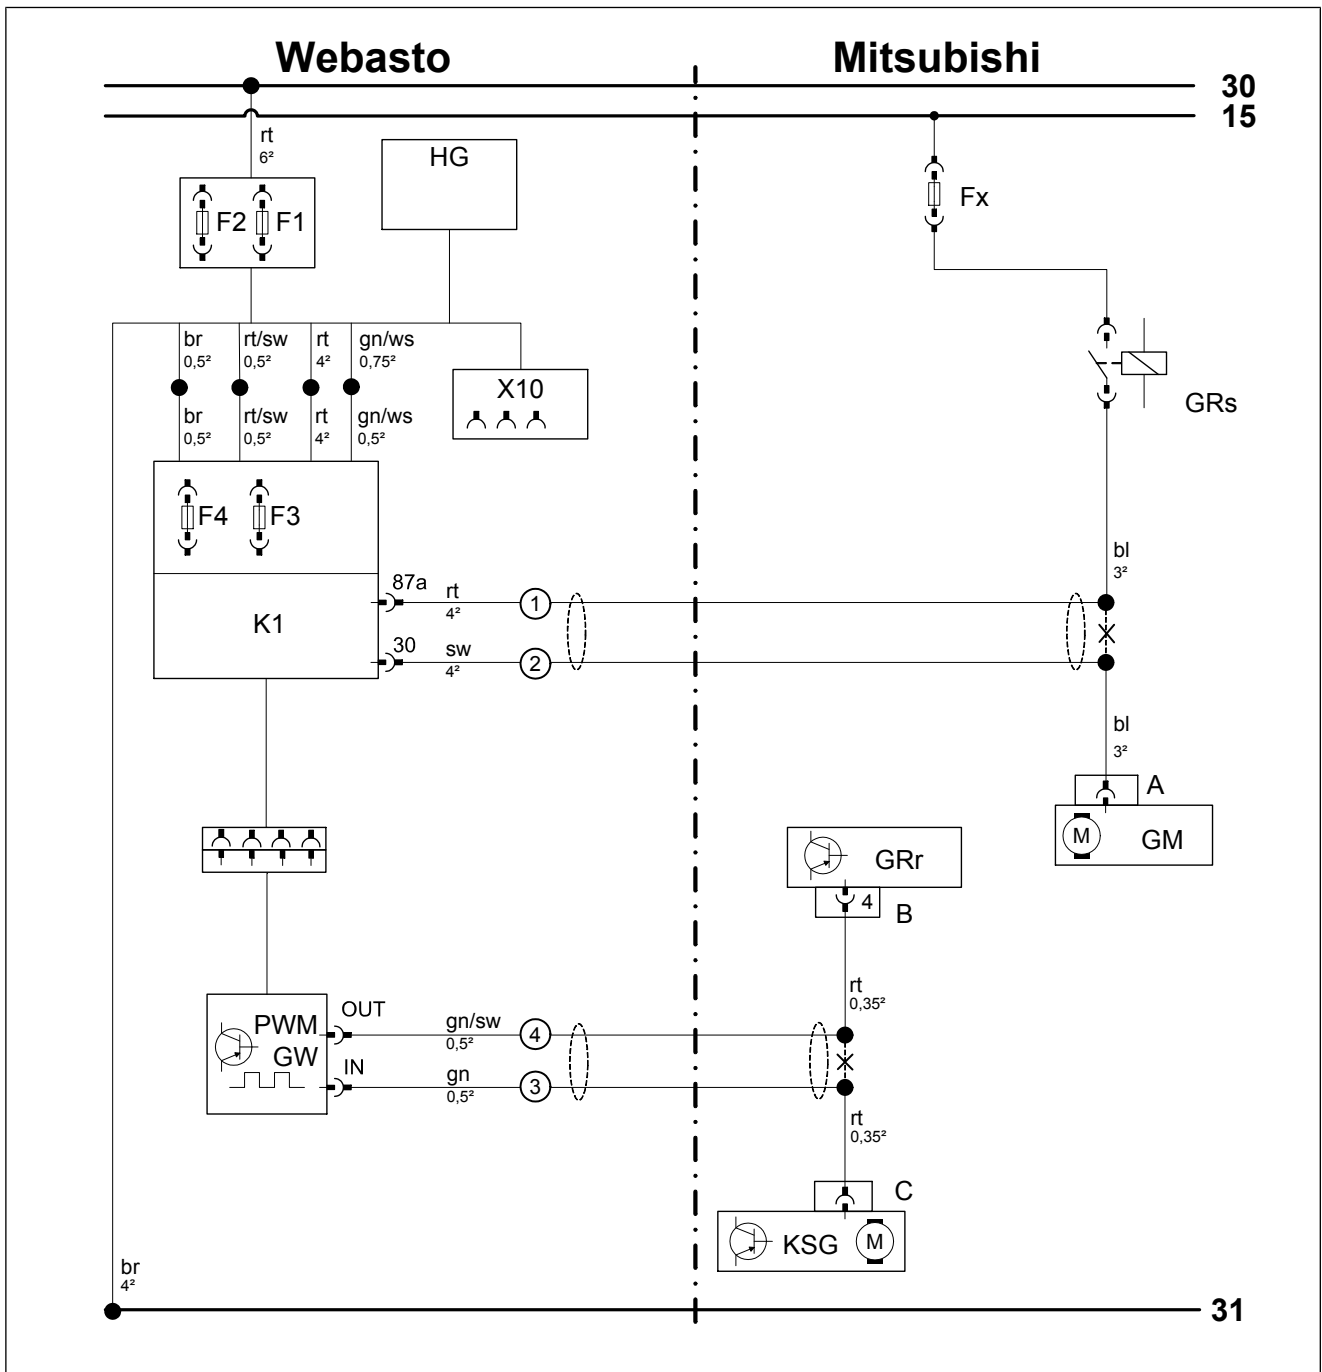 Webasto
Mitsubishi
30
15
rt
6²
HG
Fx
F2
F1
br
0,5²
rt/sw
0,5²
rt
4²
gn/ws
0,75²
X10
GRs
br
0,5²
rt/sw
0,5²
rt
4²
gn/ws
0,5²
F4
F3
bl
3²
87a
rt
4²
1
K1
30
sw
4²
2
bl
3²
A
M
GM
GRr
4
B
rt
0,35²
OUT
PWM
GW
gn/sw
0,5²
4
IN
gn
0,5²
3
rt
0,35²
C
KSG
M
br
4²
31